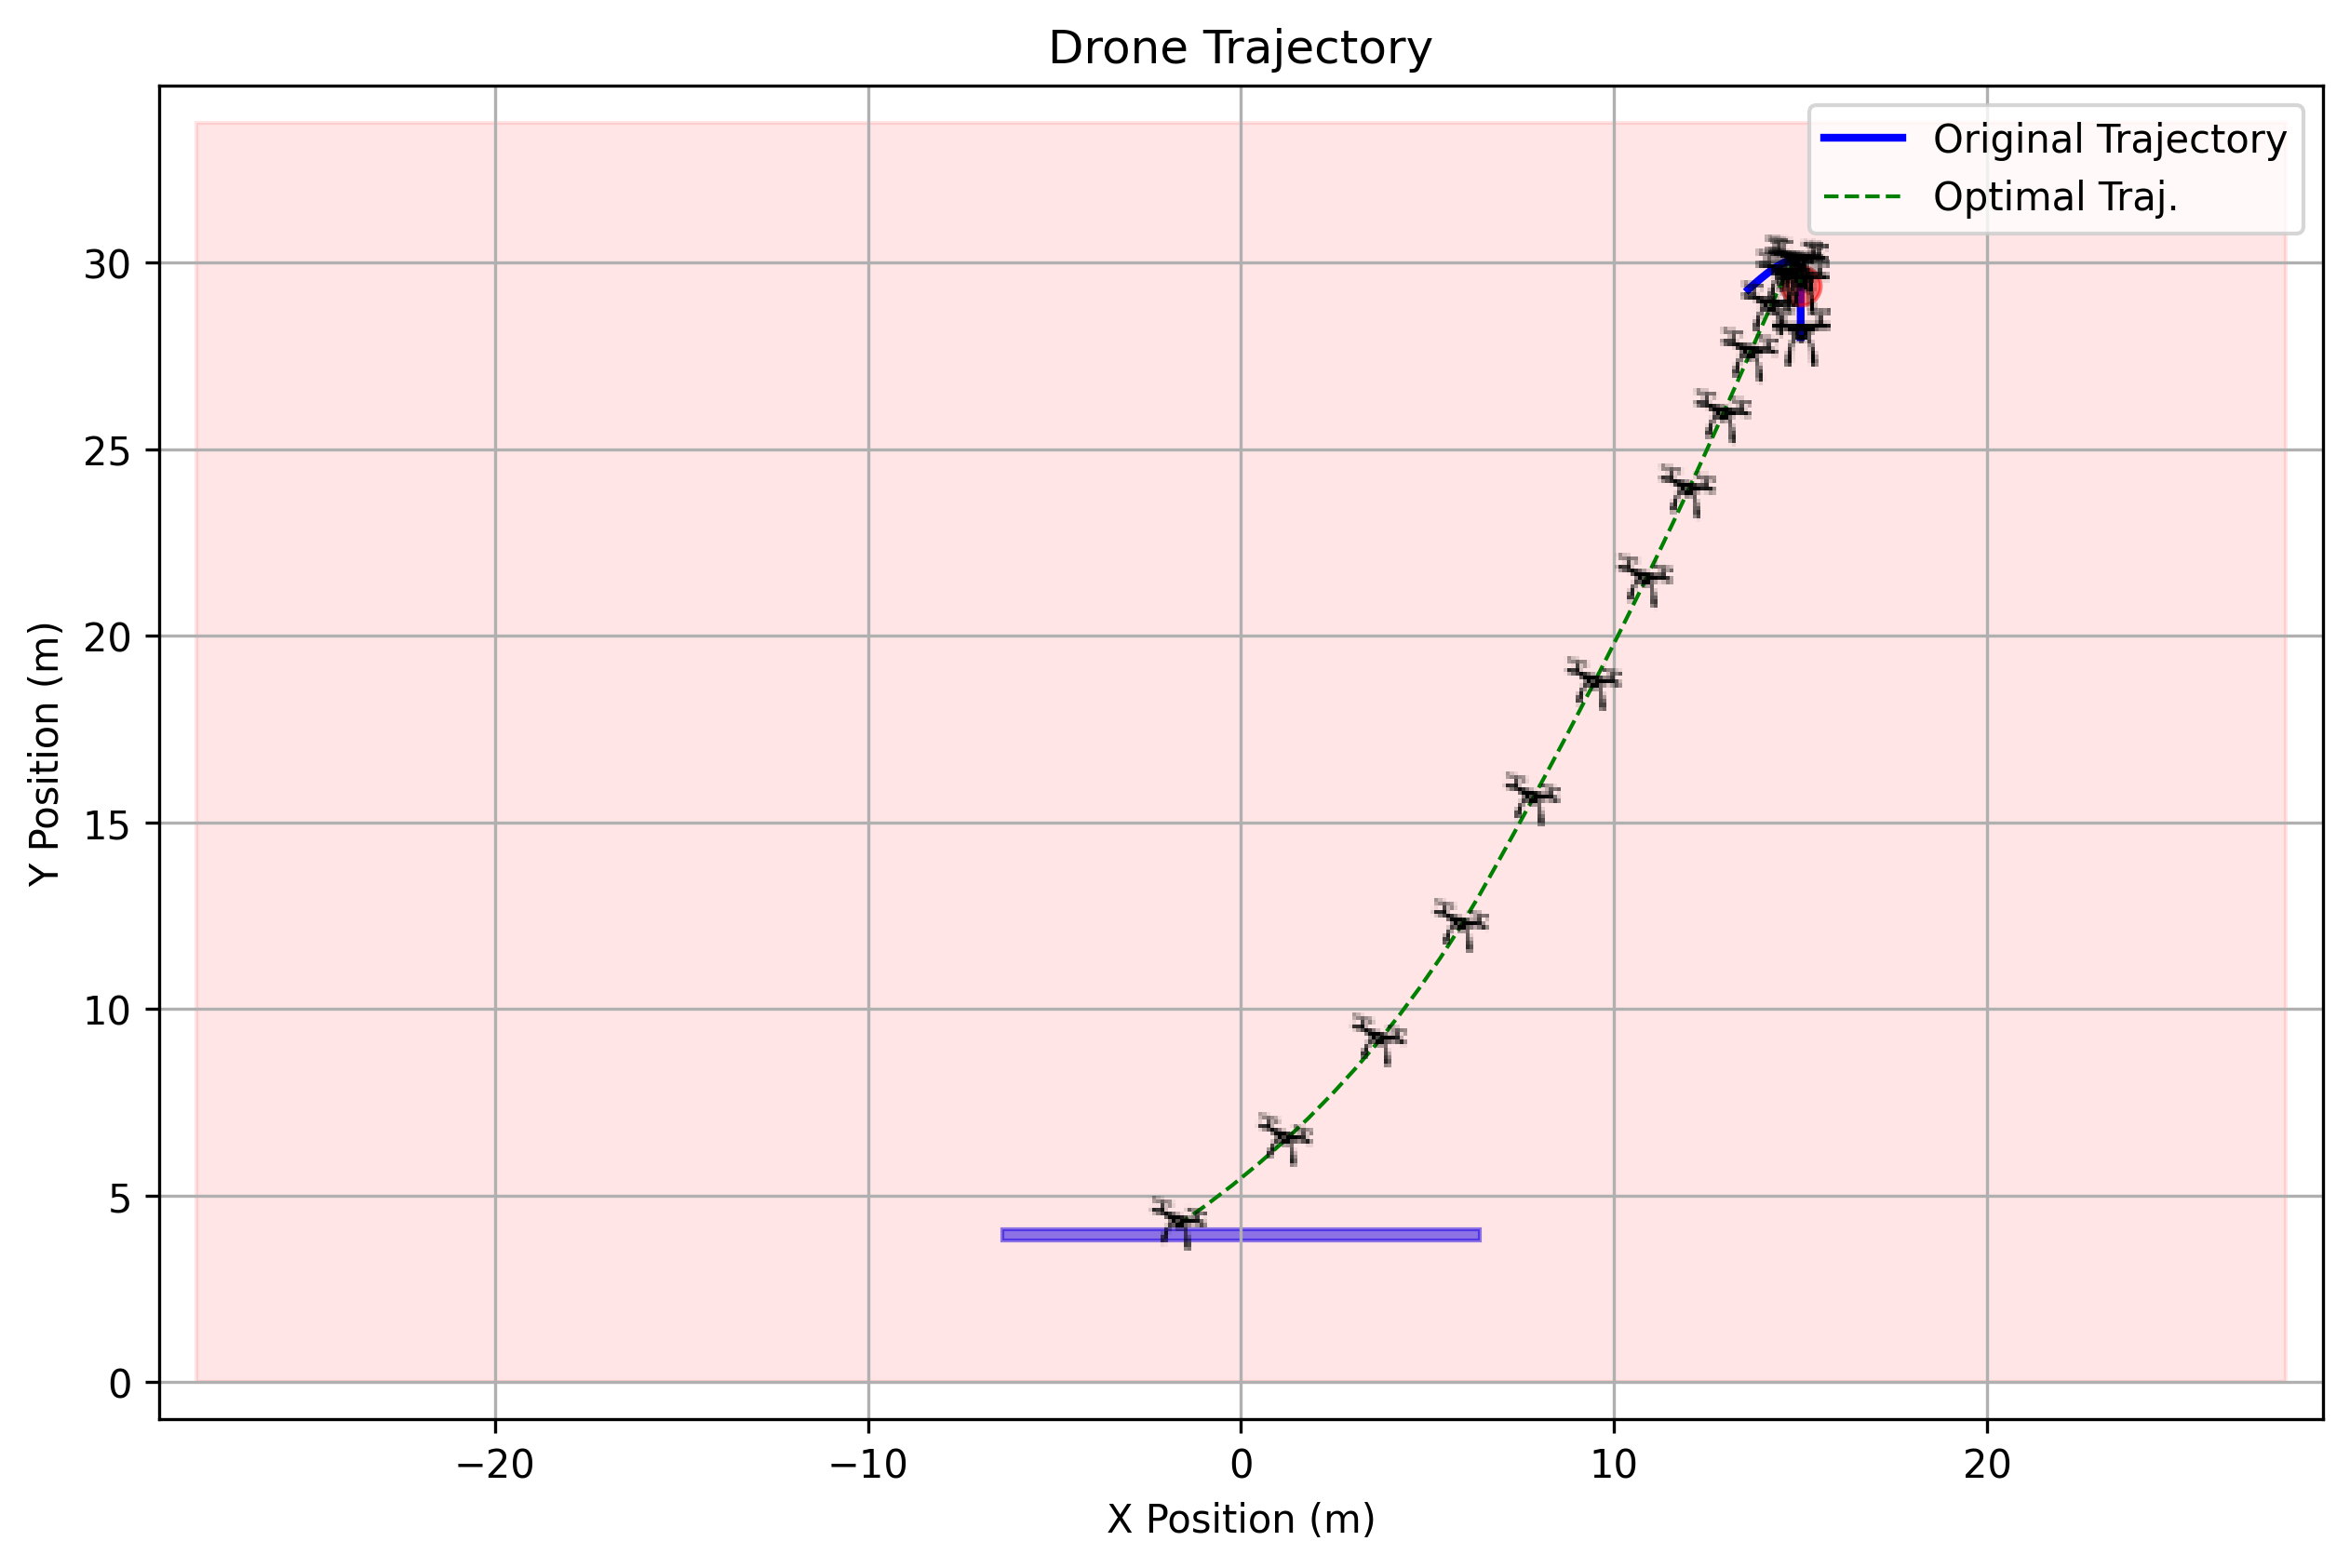 Drone Trajectory
Original Trajectory
Optimal Traj.
Y Position (m)
30
25
20
15
10
5
0
−20 −10 0 10 20
X Position (m)